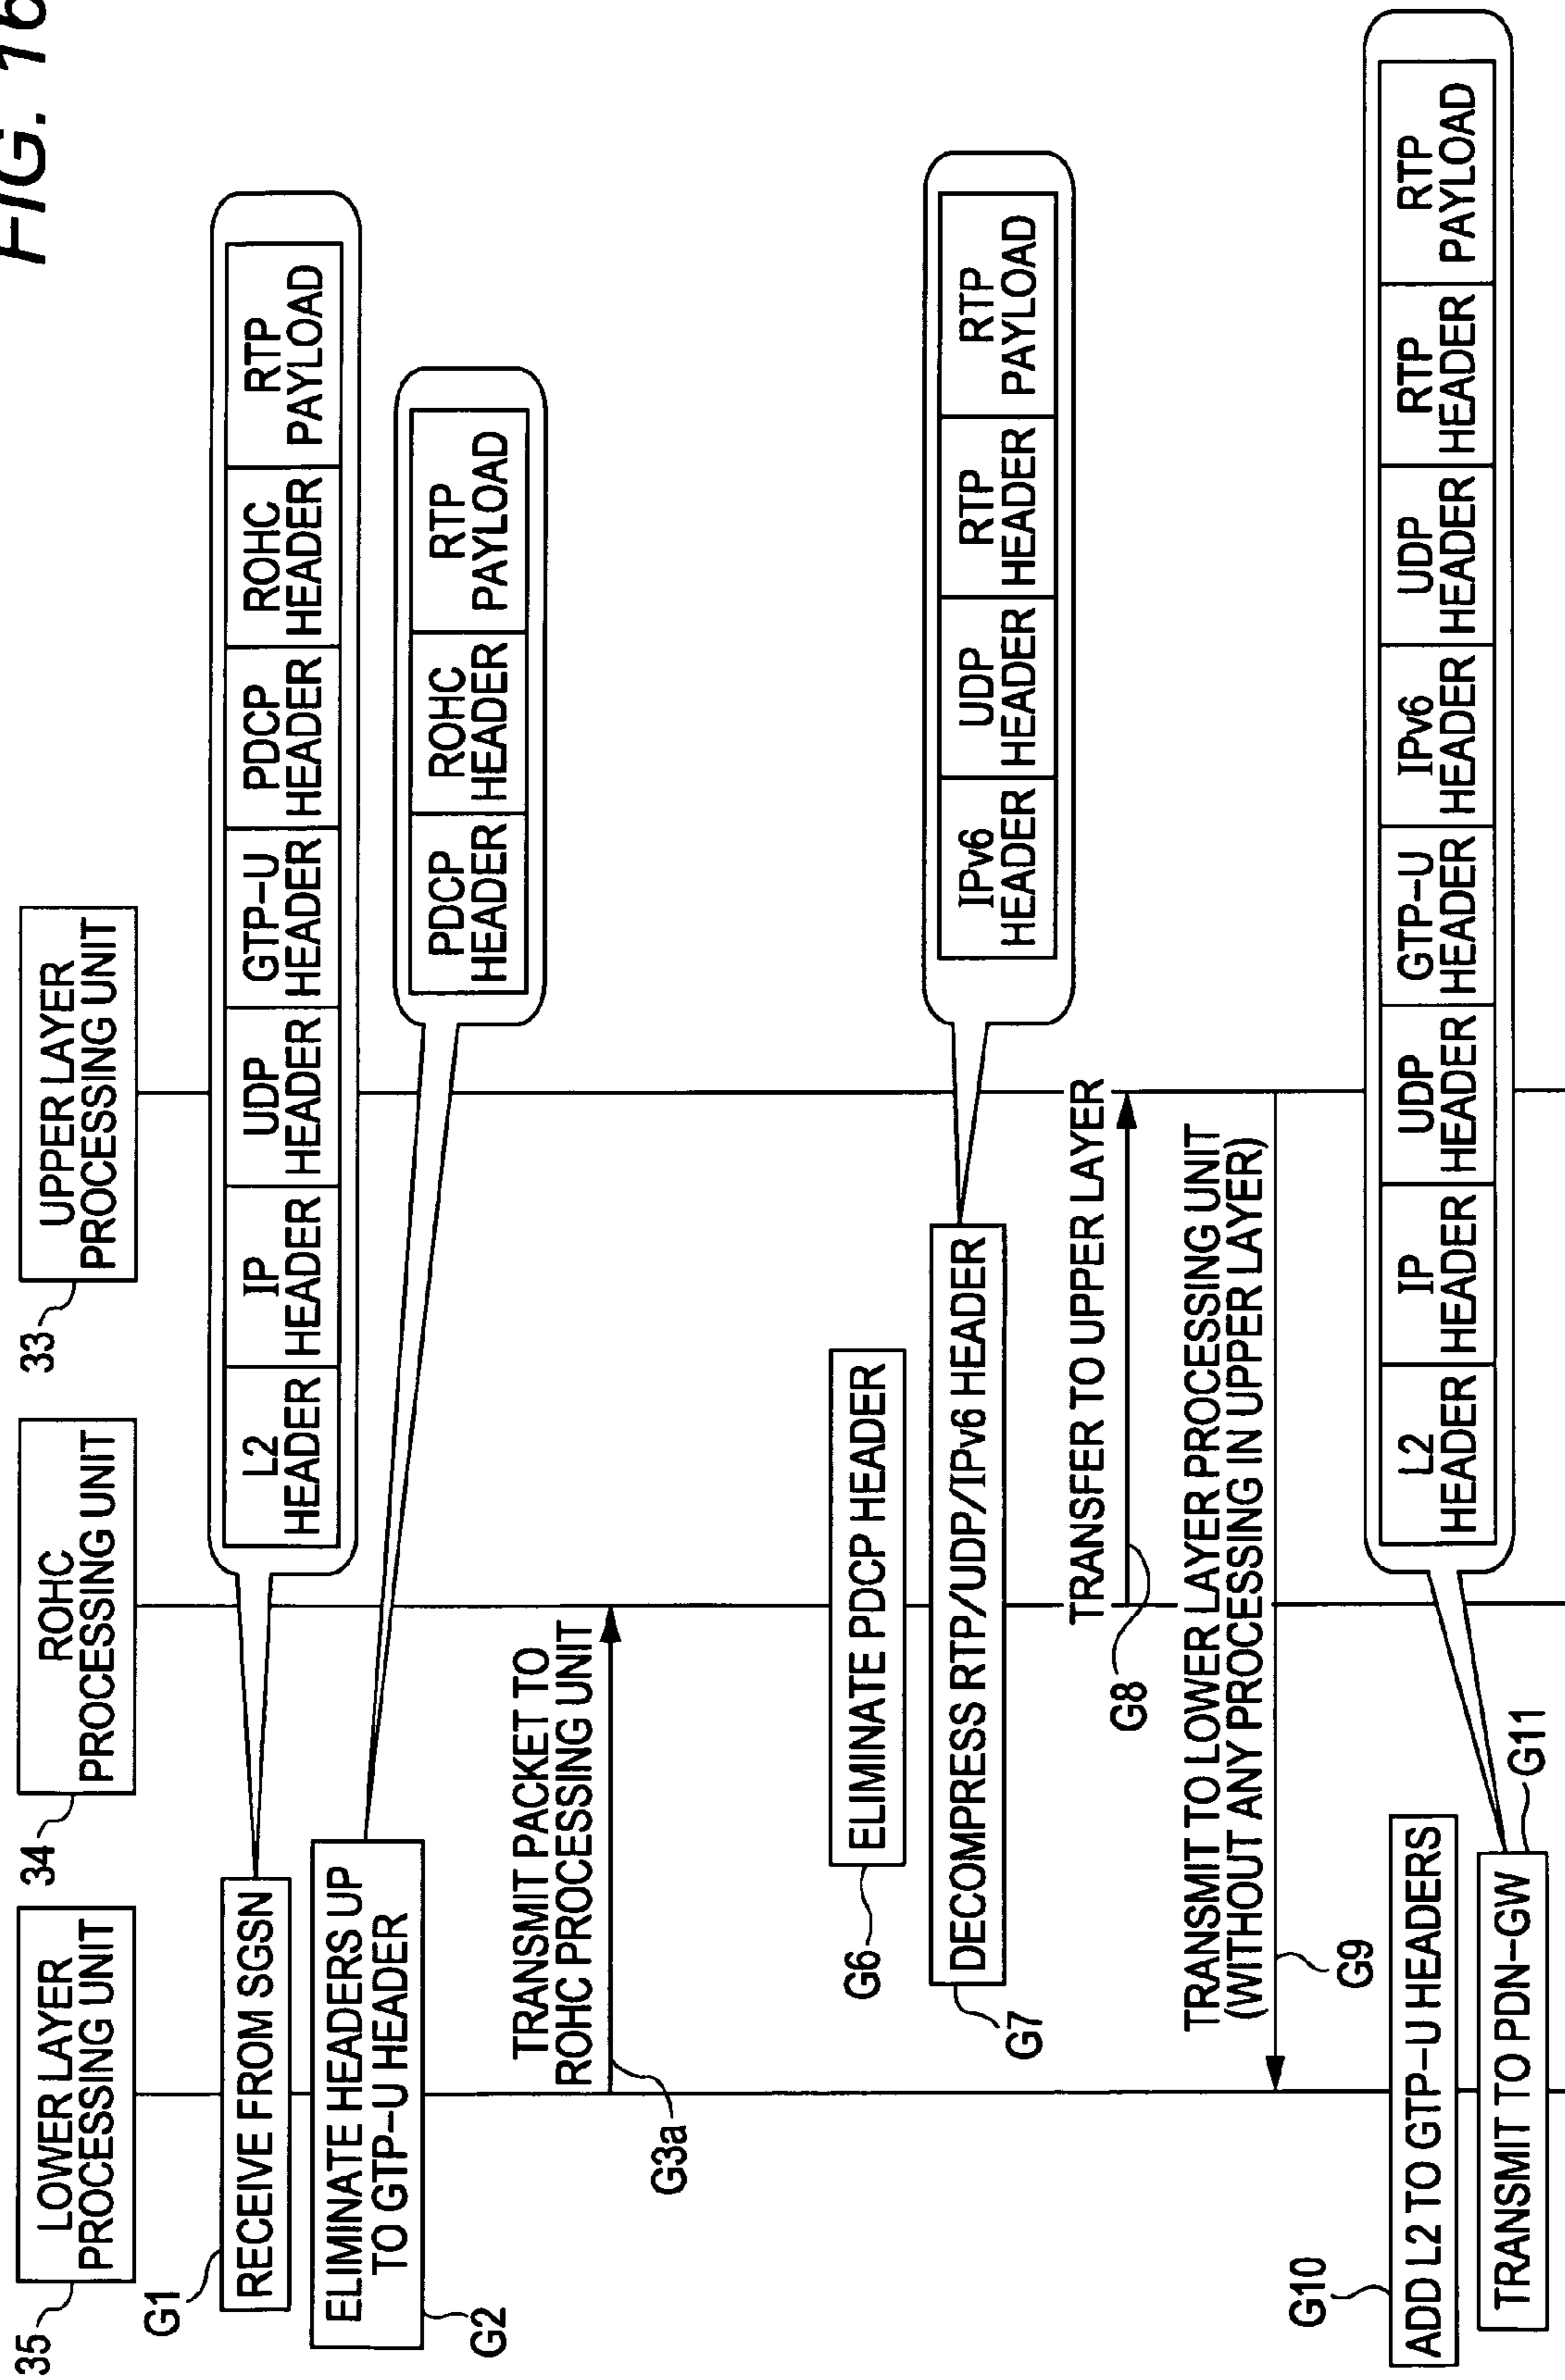 FIG. 16
35
LOWER LAYER
PROCESSING UNIT
34
ROHC
PROCESSING UNIT
33
UPPER LAYER
PROCESSING UNIT
G1
RECEIVE FROM SGSN
L2
HEADER
IP
HEADER
UDP
HEADER
GTP-U
HEADER
PDCP
HEADER
ROHC
HEADER
RTP
PAYLOAD
G2
ELIMINATE HEADERS UP
TO GTP-U HEADER
PDCP
HEADER
ROHC
HEADER
RTP
PAYLOAD
TRANSMIT PACKET TO
ROHC PROCESSING UNIT
G3a
G6
ELIMINATE PDCP HEADER
G7
DECOMPRESS RTP/UDP/IPv6 HEADER
IPv6
HEADER
UDP
HEADER
RTP
HEADER
RTP
PAYLOAD
TRANSFER TO UPPER LAYER
G8
TRANSMIT TO LOWER LAYER PROCESSING UNIT
(WITHOUT ANY PROCESSING IN UPPER LAYER)
G9
G10
ADD L2 TO GTP-U HEADERS
TRANSMIT TO PDN-GW
G11
L2
HEADER
IP
HEADER
UDP
HEADER
GTP-U
HEADER
IPv6
HEADER
UDP
HEADER
RTP
HEADER
RTP
PAYLOAD